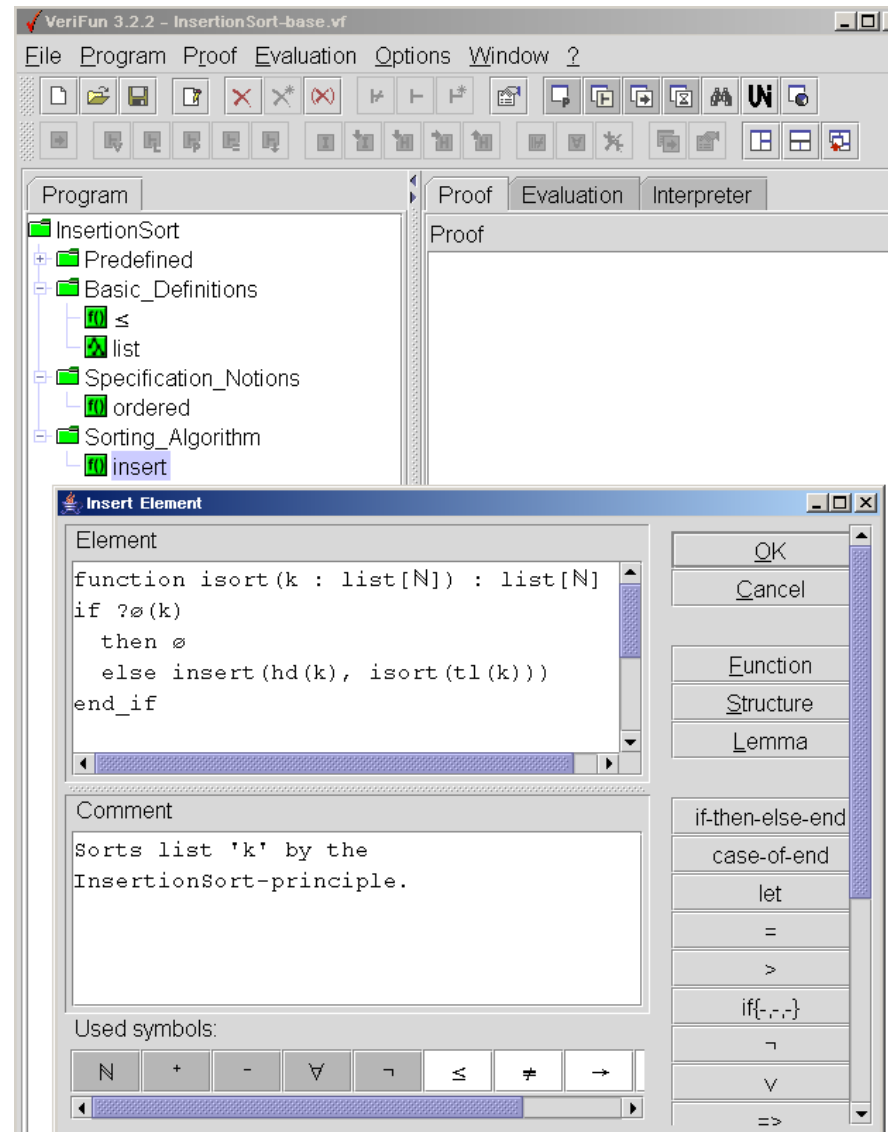 VeriFun 3.2.2 - InsertionSort-base.vf
File Program Proof Evaluation Options Window ?
Program
Proof Evaluation Interpreter
InsertionSort
Proof
Predefined
Basic_Definitions
f() ≤
list
Specification_Notions
f() ordered
Sorting_Algorithm
f() insert
Insert Element
Element
function isort(k : list[ℕ]) : list[ℕ]
if ?ø(k)
then ø
else insert(hd(k), isort(tl(k)))
end_if
OK
Cancel
Function
Structure
Lemma
Comment
Sorts list 'k' by the
InsertionSort-principle.
if-then-else-end
case-of-end
let
=
>
if{-,-,-}
¬
∨
=>
Used symbols:
ℕ + - ∀ ¬ ≤ ≠ →